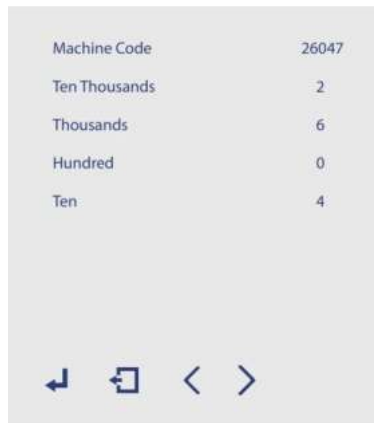 Machine Code 26047
Ten Thousands 2
Thousands 6
Hundred 0
Ten 4